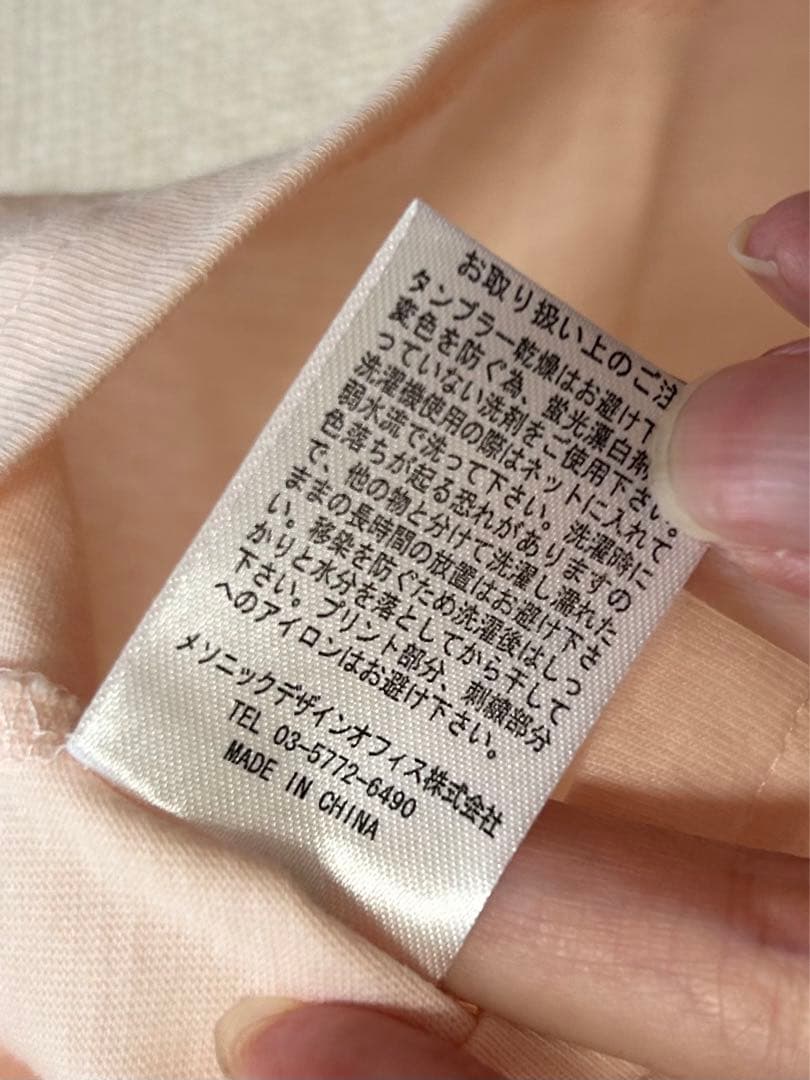 お取り扱い上のご注
タンブラー乾燥はお避け下
変色を防ぐ為、蛍光漂白剤
っていない洗剤をご使用下さい。
洗濯機使用の際はネットに入れて
弱水流で洗って下さい。洗濯時に
色落ちが起る恐れがありますの
で、他の物と分けて洗濯し濡れた
ままの長時間の放置はお避け下さ
い。移染を防ぐため洗濯後はしっ
かりと水分を落としてから干して
下さい。プリント部分、刺繍部分
へのアイロンはお避け下さい。
メソニックデザインオフィス株式会社
TEL 03-5772-6490
MADE IN CHINA